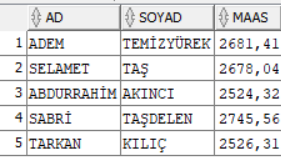 AD SOYAD MAAS
1 ADEM TEMİZYÜREK 2681,41
2 SELAMET TAŞ 2678,04
3 ABDURRAHİM AKINCI 2524,32
4 SABRİ TAŞDELEN 2745,56
5 TARKAN KILIÇ 2526,31